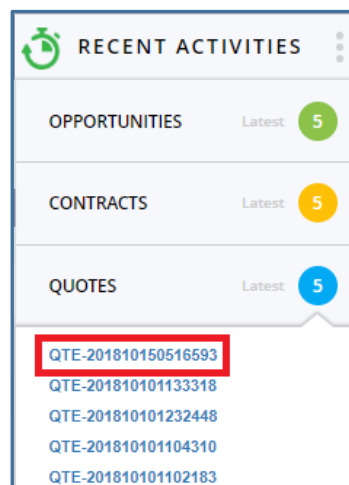 RECENT ACTIVITIES
OPPORTUNITIES Latest 5
CONTRACTS Latest 5
QUOTES Latest 5
QTE-201810150516593
QTE-201810101133318
QTE-201810101232448
QTE-201810101104310
QTE-201810101102183